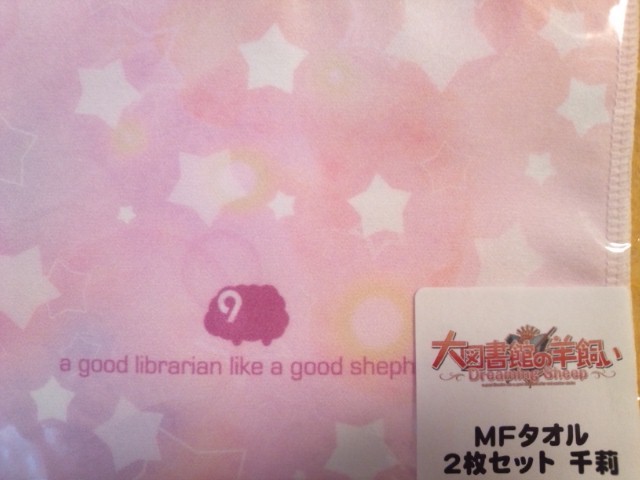 9
a good librarian like a good sheph
大図書館の羊飼い
Dreaming Sheep
MFタオル
2枚セット 千莉